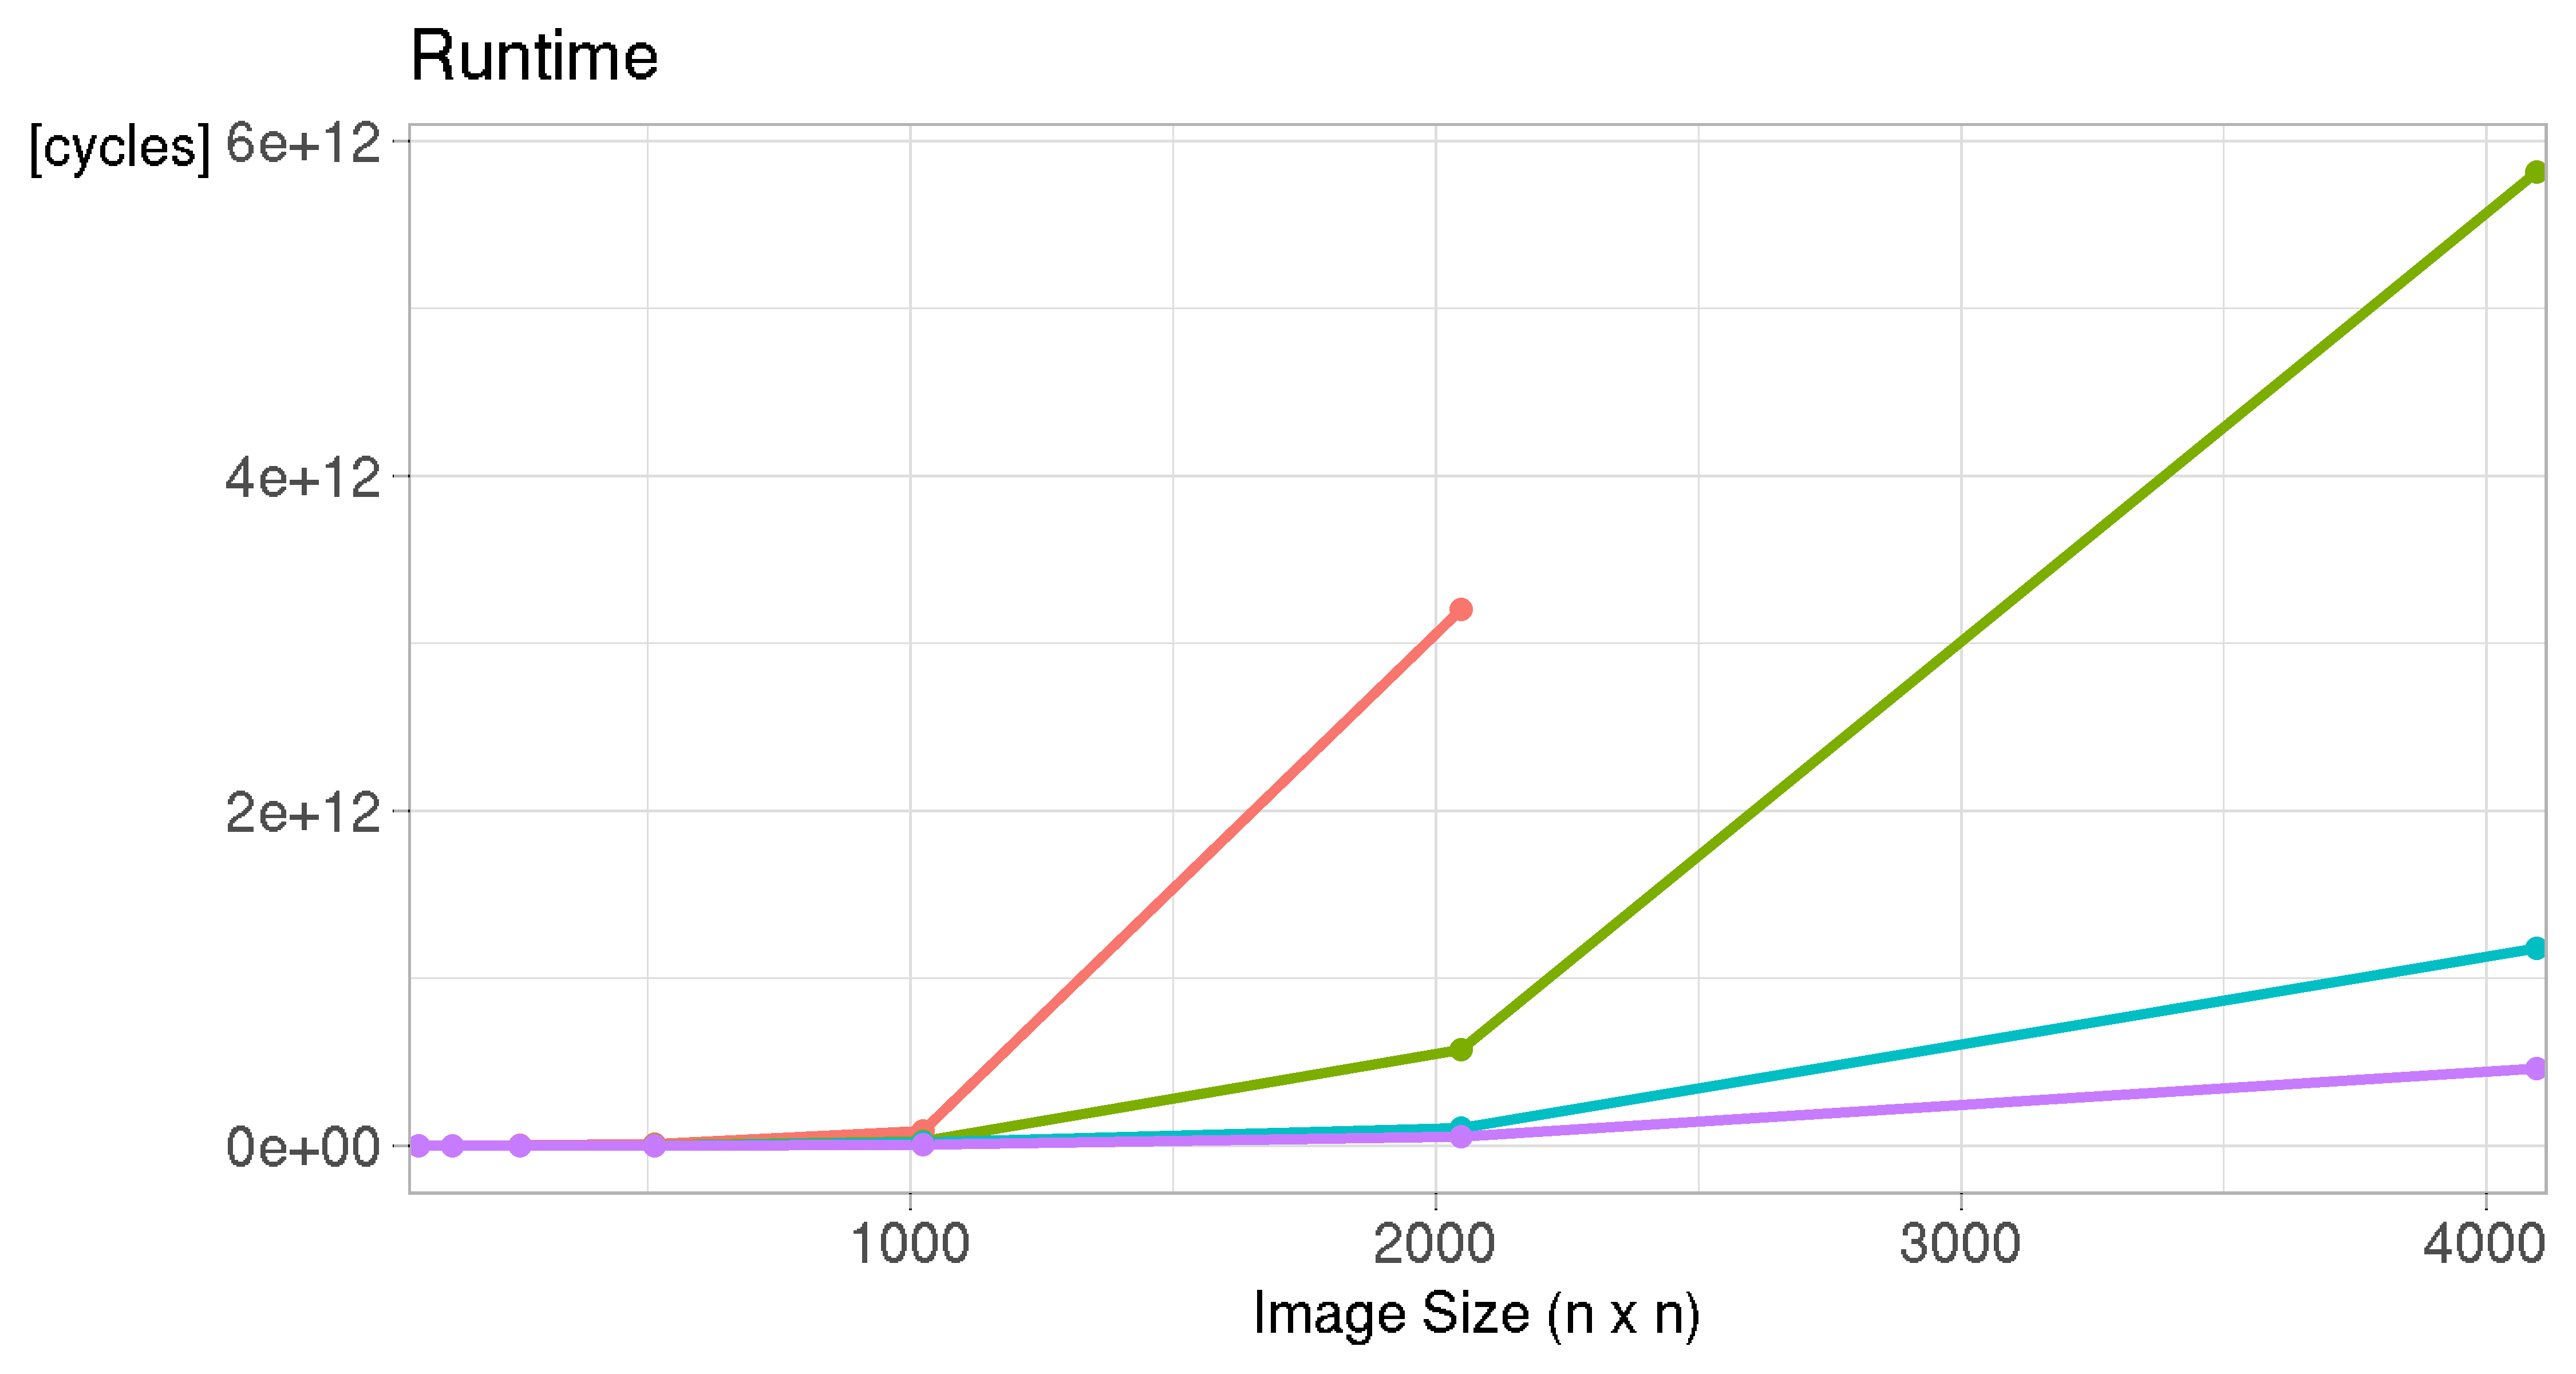 Runtime
[cycles] 6e+12
4e+12
2e+12
0e+00
1000 2000 3000 4000
Image Size (n x n)